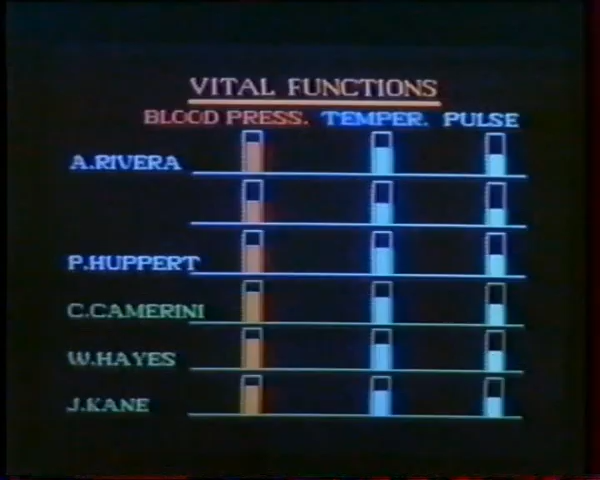 VITAL FUNCTIONS
BLOOD PRESS. TEMPER. PULSE
A.RIVERA
P.HUPPERT
C.CAMERINI
W.HAYES
J.KANE